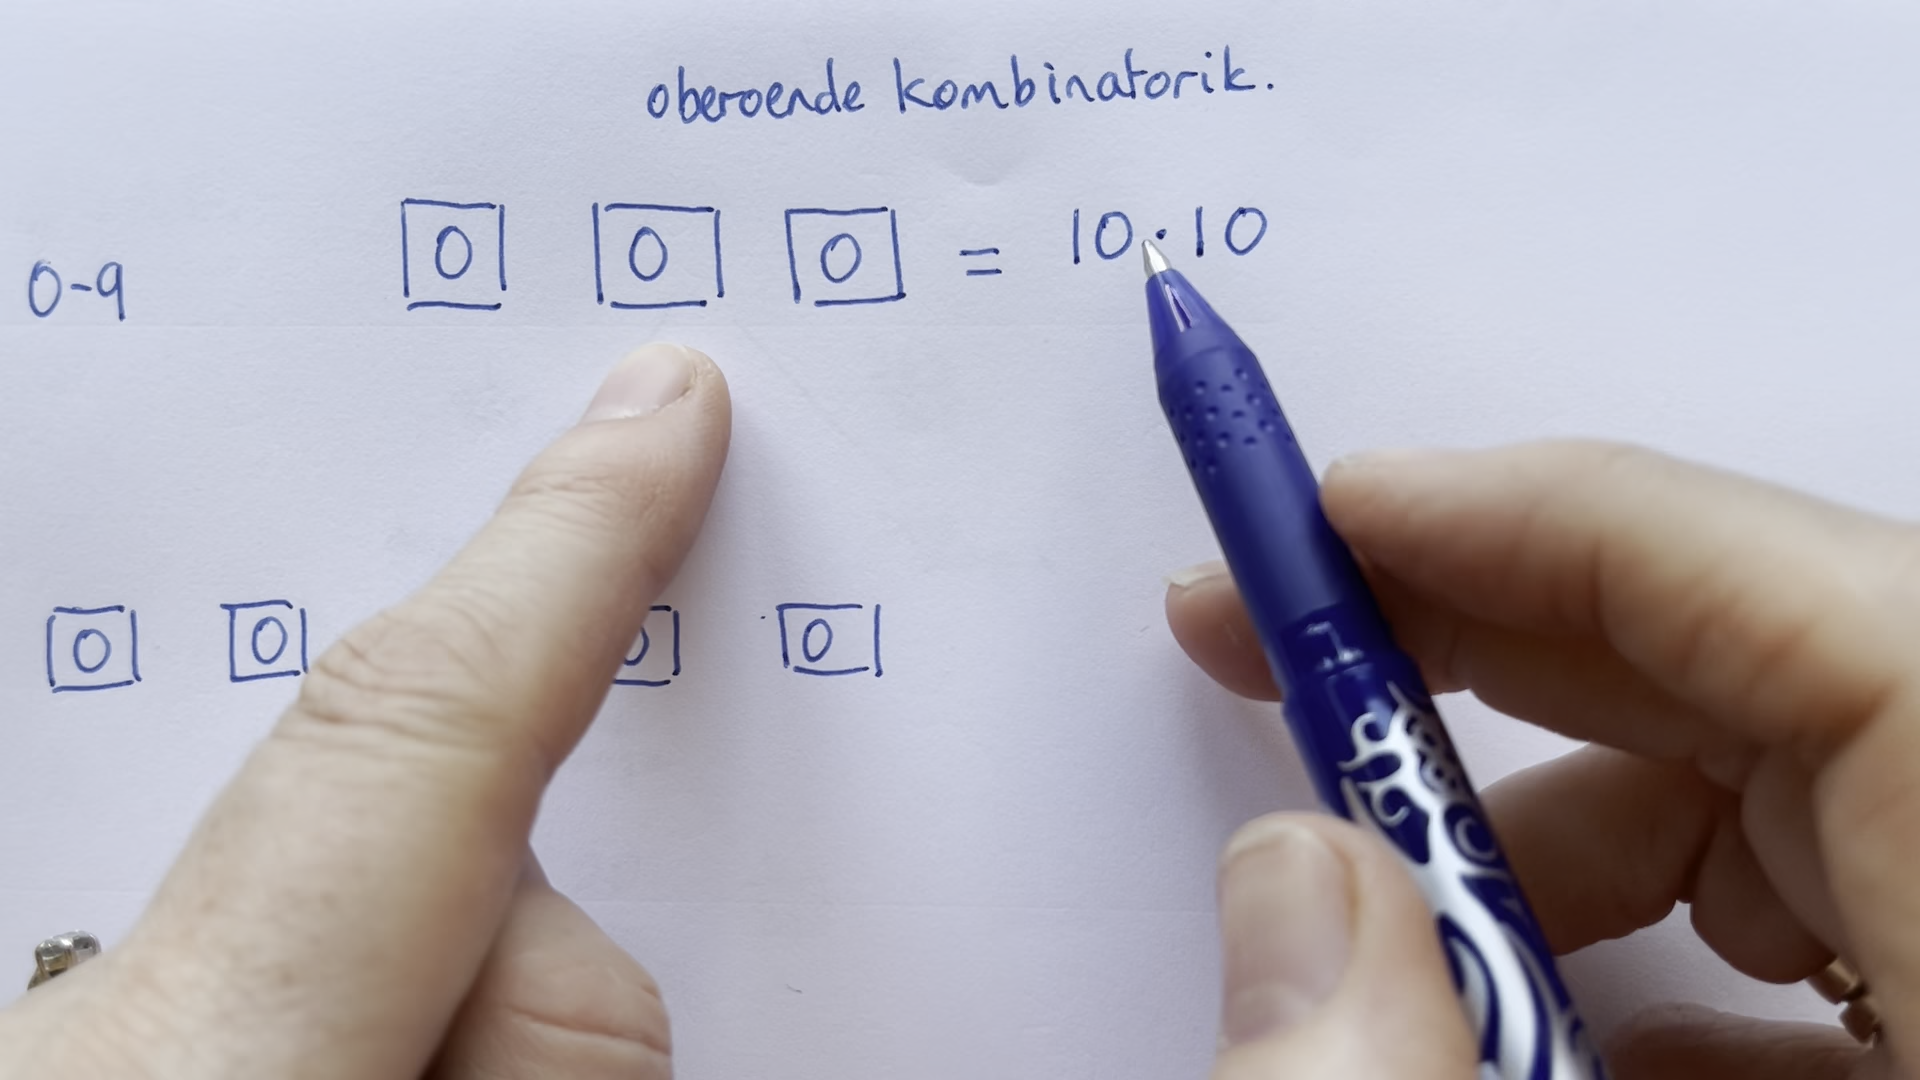 oberoende kombinatorik.
0 0 0 = 10·10
0-9
0 0 0 0